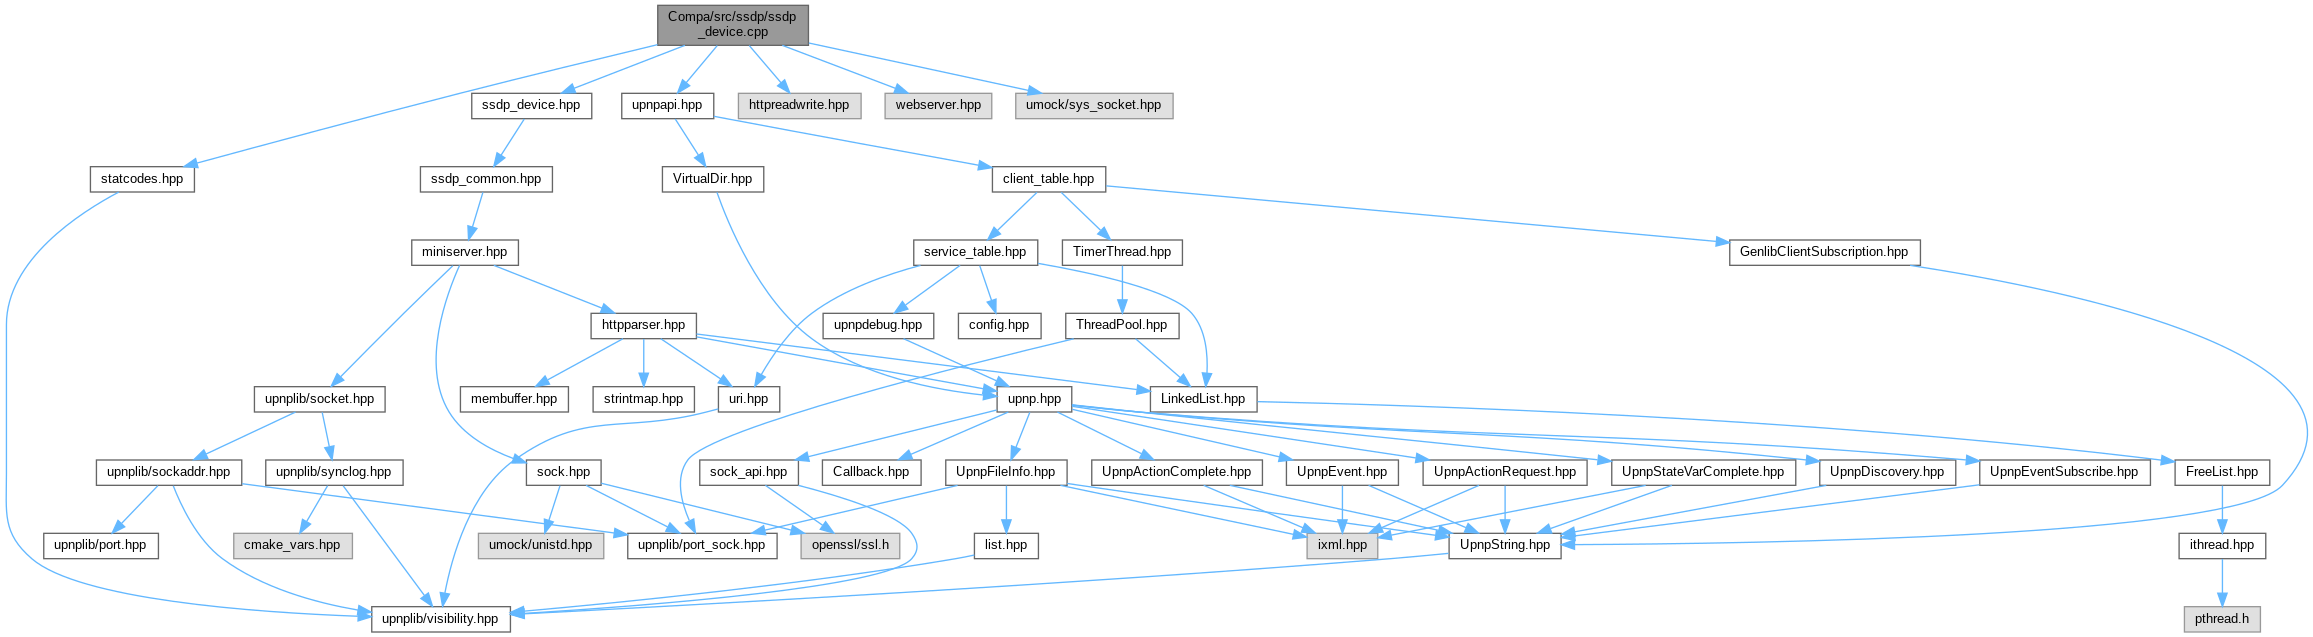 Compa/src/ssdp/ssdp
_device.cpp
ssdp_device.hpp
upnpapi.hpp
httpreadwrite.hpp
webserver.hpp
umock/sys_socket.hpp
statcodes.hpp
ssdp_common.hpp
VirtualDir.hpp
client_table.hpp
miniserver.hpp
service_table.hpp
TimerThread.hpp
GenlibClientSubscription.hpp
httpparser.hpp
upnpdebug.hpp
config.hpp
ThreadPool.hpp
upnplib/socket.hpp
membuffer.hpp
strintmap.hpp
uri.hpp
upnp.hpp
LinkedList.hpp
upnplib/sockaddr.hpp
upnplib/synclog.hpp
sock.hpp
sock_api.hpp
Callback.hpp
UpnpFileInfo.hpp
UpnpActionComplete.hpp
UpnpEvent.hpp
UpnpActionRequest.hpp
UpnpStateVarComplete.hpp
UpnpDiscovery.hpp
UpnpEventSubscribe.hpp
FreeList.hpp
upnplib/port.hpp
cmake_vars.hpp
umock/unistd.hpp
upnplib/port_sock.hpp
openssl/ssl.h
list.hpp
ixml.hpp
UpnpString.hpp
ithread.hpp
upnplib/visibility.hpp
pthread.h